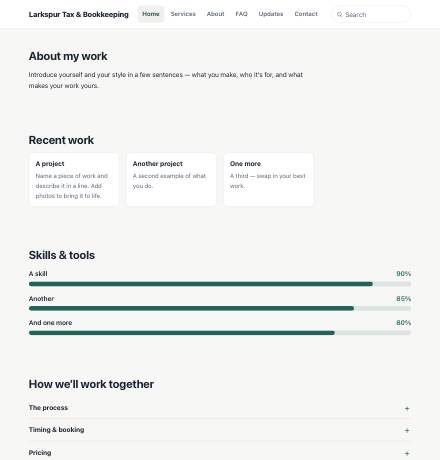 Larkspur Tax & Bookkeeping Home Services About FAQ Updates Contact Search
About my work
Introduce yourself and your style in a few sentences — what you make, who it's for, and what
makes your work yours.
Recent work
A project
Name a piece of work and
describe it in a line. Add
photos to bring it to life.
Another project
A second example of what
you do.
One more
A third — swap in your best
work.
Skills & tools
A skill 90%
Another 85%
And one more 80%
How we'll work together
The process +
Timing & booking +
Pricing +